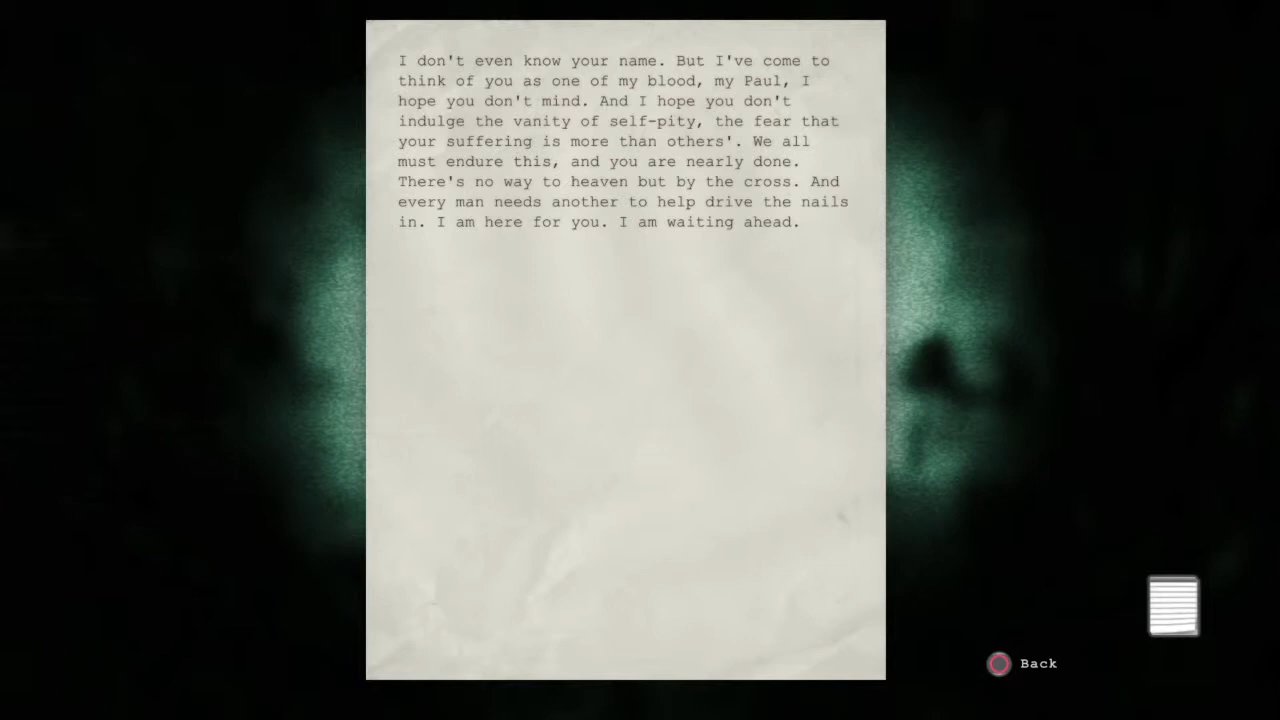 I don't even know your name. But I've come to
think of you as one of my blood, my Paul, I
hope you don't mind. And I hope you don't
indulge the vanity of self-pity, the fear that
your suffering is more than others'. We all
must endure this, and you are nearly done.
There's no way to heaven but by the cross. And
every man needs another to help drive the nails
in. I am here for you. I am waiting ahead.
Back